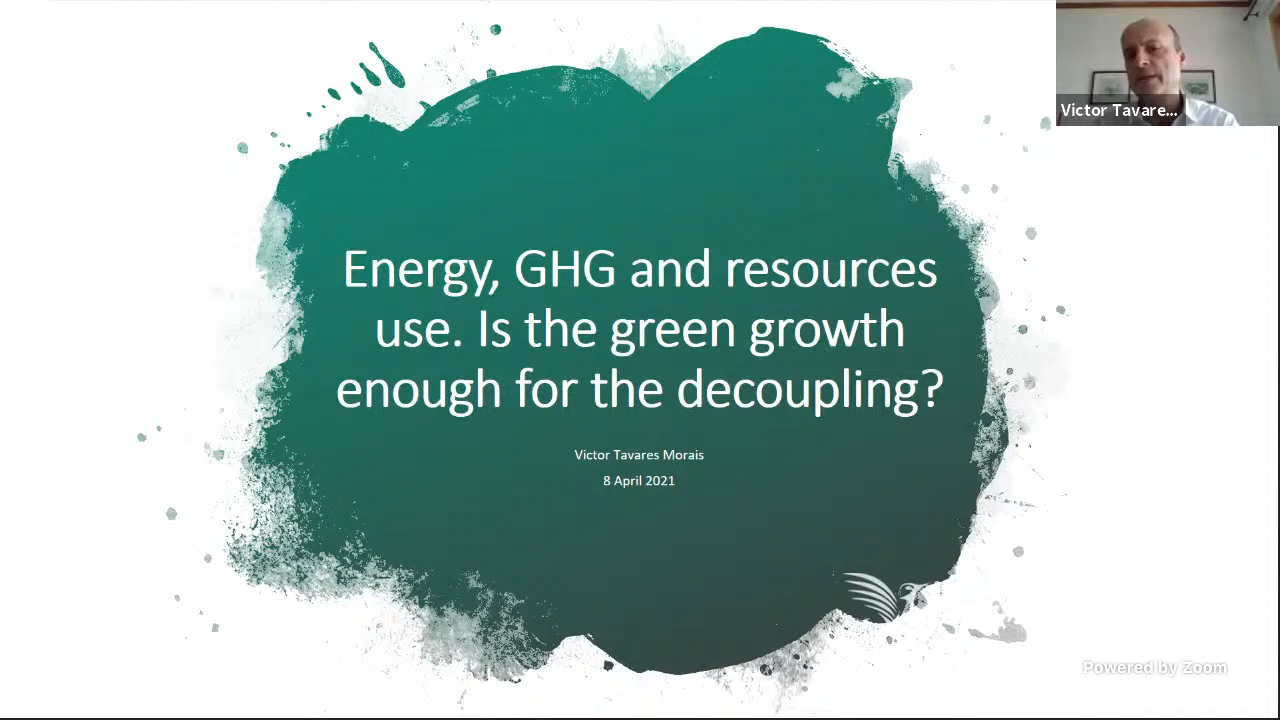 Victor Tavare...
Energy, GHG and resources
use. Is the green growth
enough for the decoupling?
Victor Tavares Morais
8 April 2021
Powered by Zoom